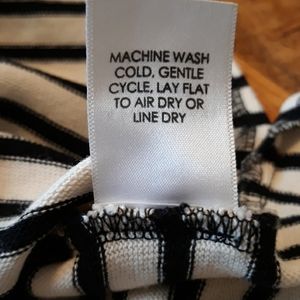 MACHINE WASH
COLD, GENTLE
CYCLE, LAY FLAT
TO AIR DRY OR
LINE DRY